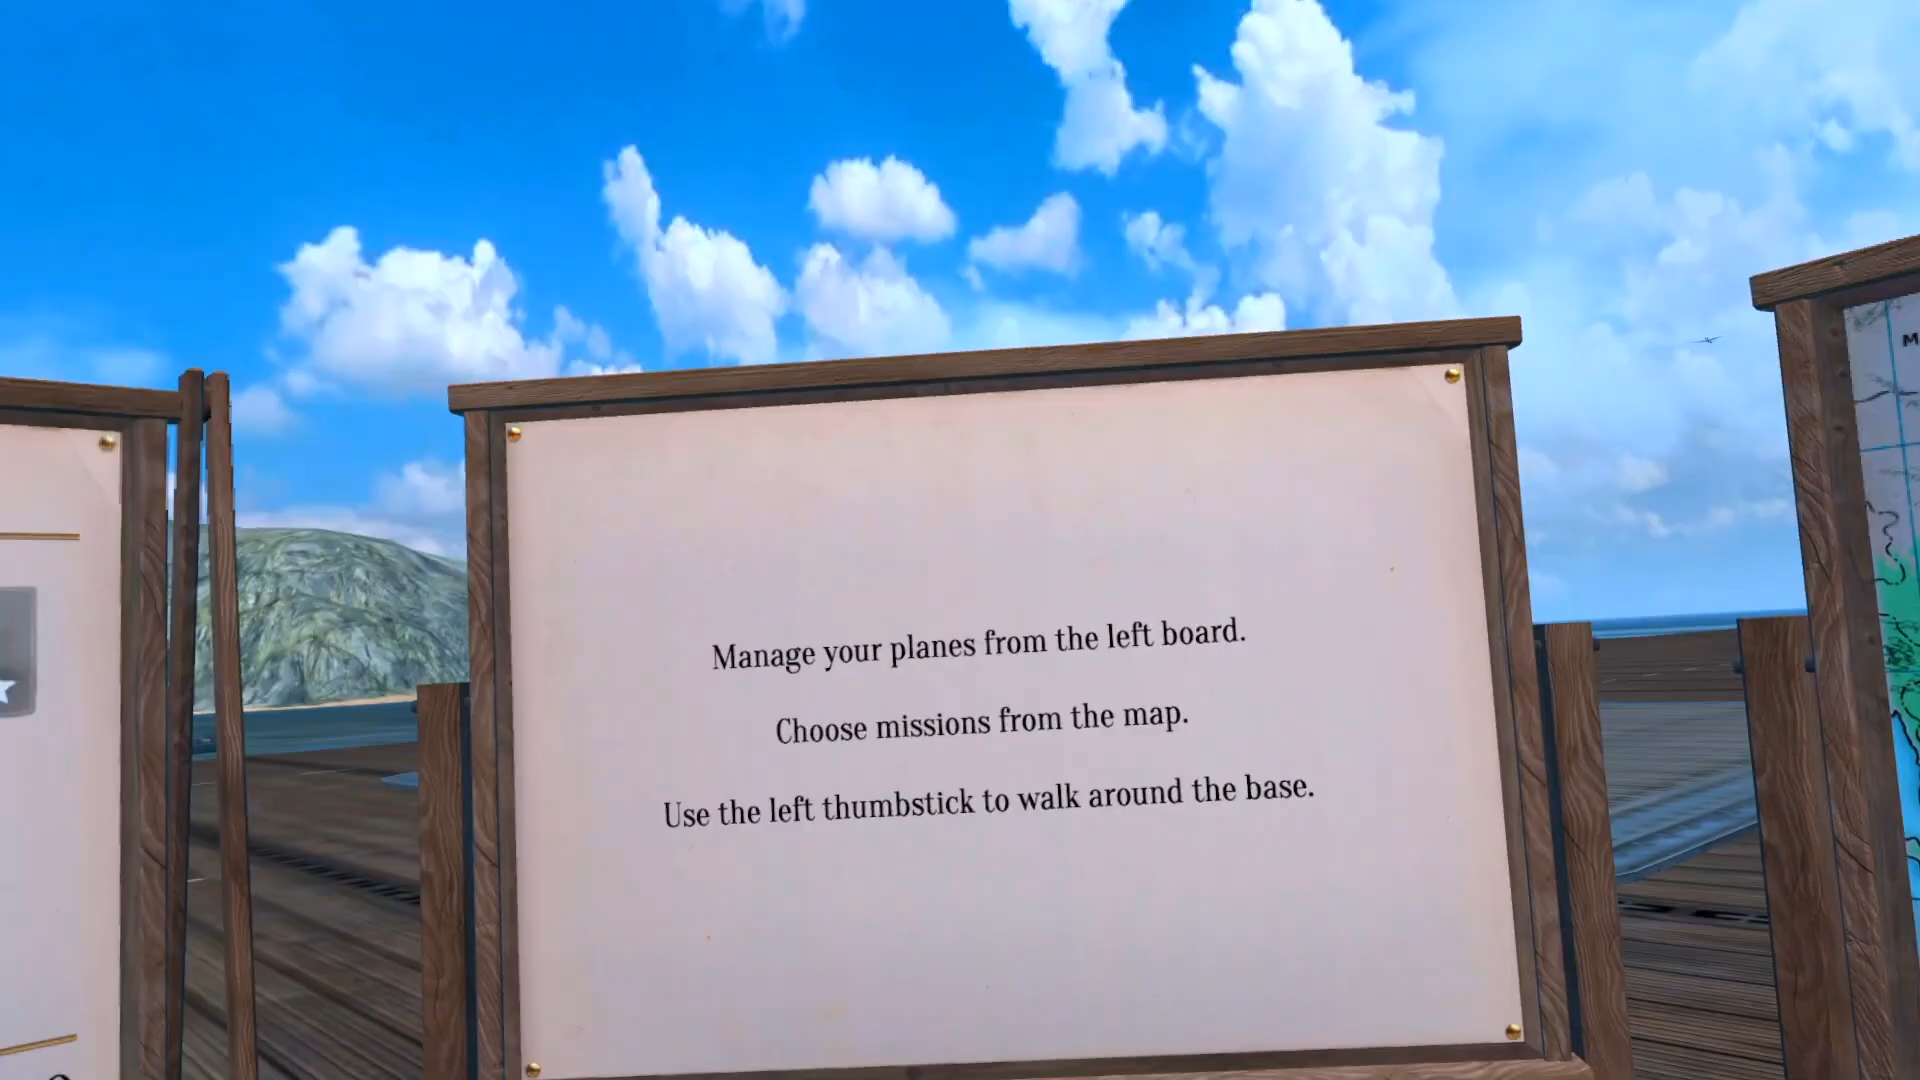 Manage your planes from the left board.
Choose missions from the map.
Use the left thumbstick to walk around the base.